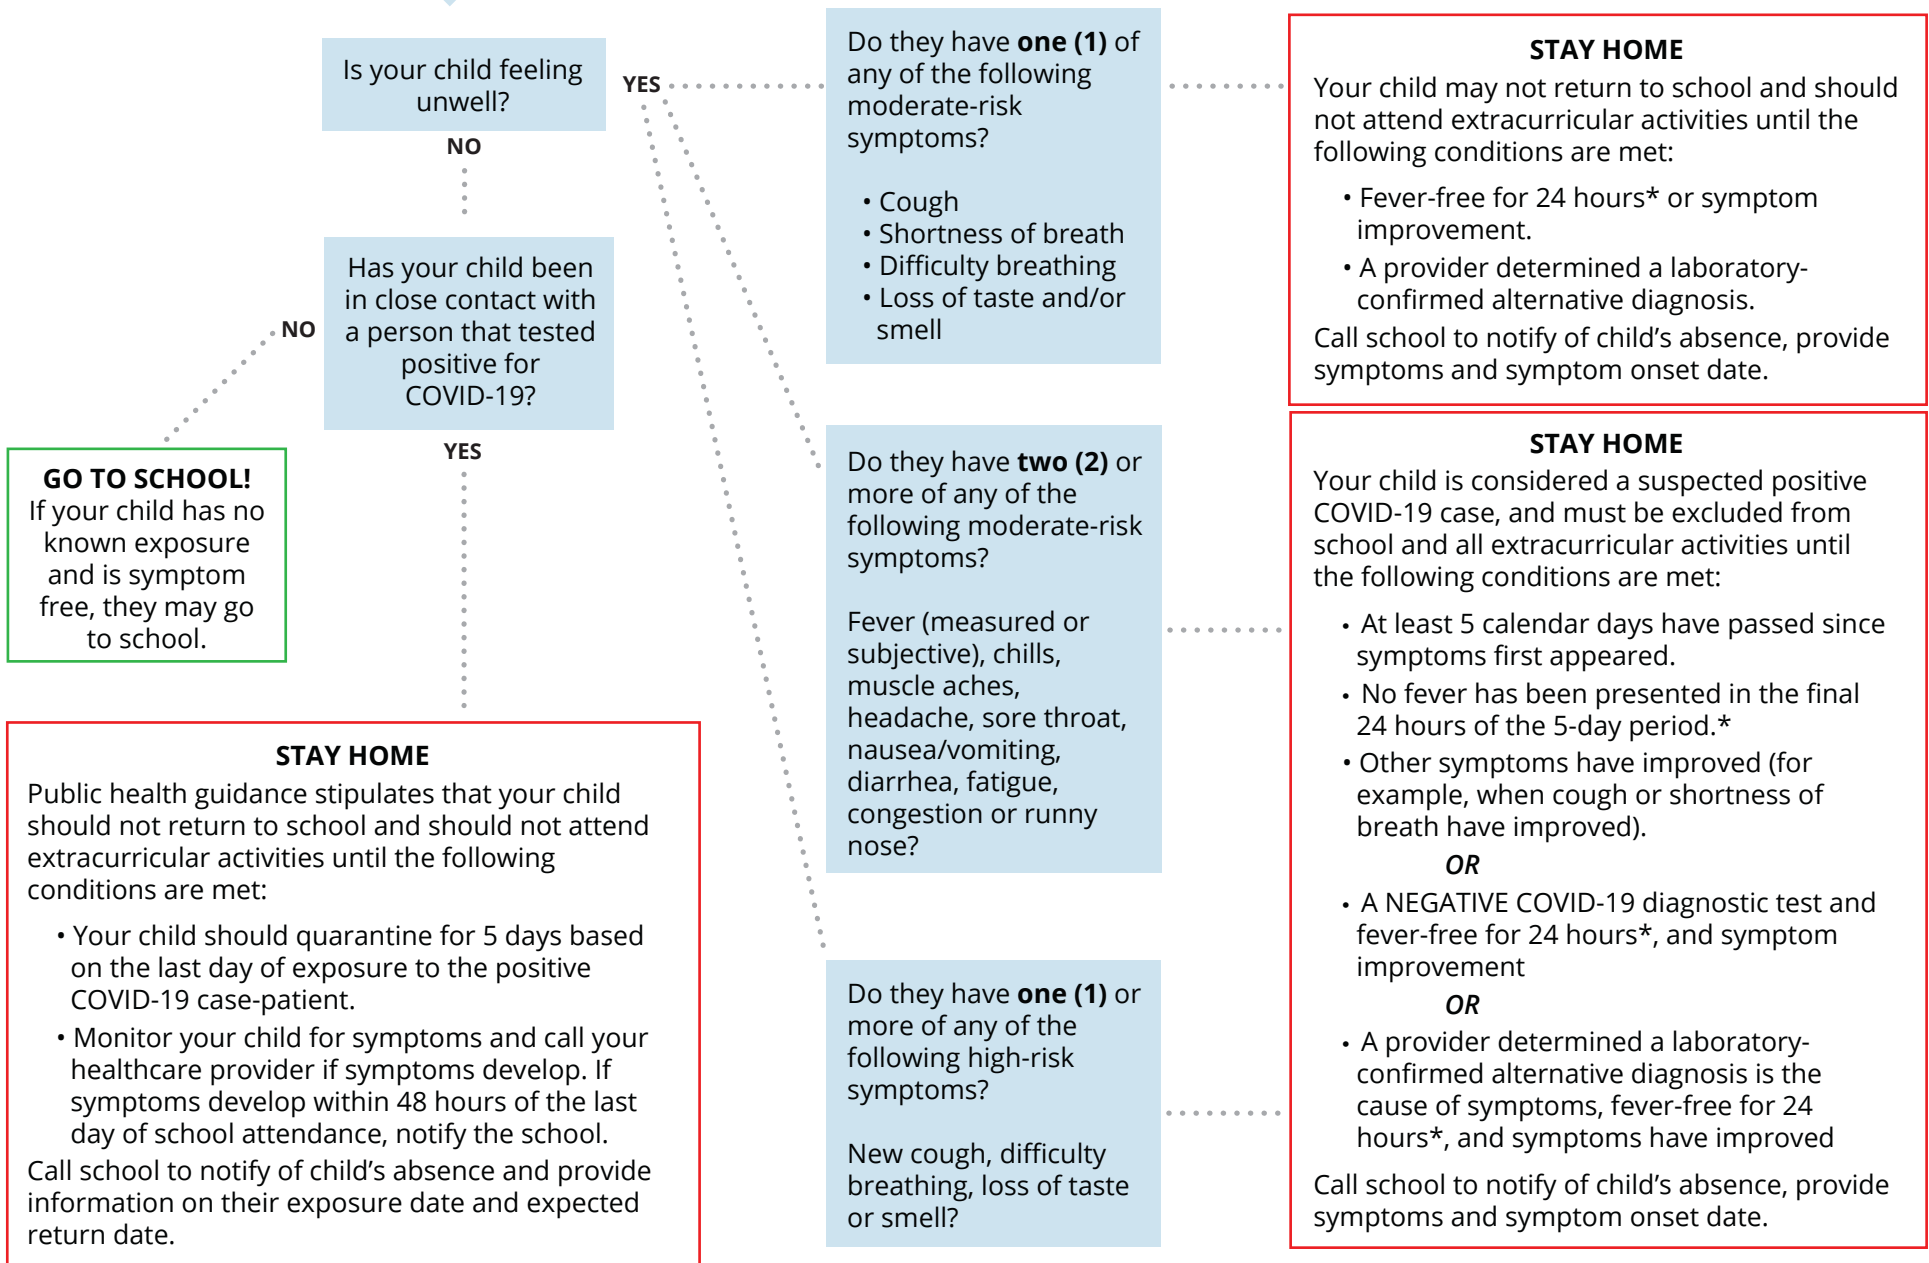 Is your child feeling
unwell?
YES
NO
Has your child been
in close contact with
a person that tested
positive for
COVID-19?
NO
YES
GO TO SCHOOL!
If your child has no
known exposure
and is symptom
free, they may go
to school.
STAY HOME
Public health guidance stipulates that your child
should not return to school and should not attend
extracurricular activities until the following
conditions are met:
• Your child should quarantine for 5 days based
on the last day of exposure to the positive
COVID-19 case-patient.
• Monitor your child for symptoms and call your
healthcare provider if symptoms develop. If
symptoms develop within 48 hours of the last
day of school attendance, notify the school.
Call school to notify of child’s absence and provide
information on their exposure date and expected
return date.
Do they have one (1) of
any of the following
moderate-risk
symptoms?
• Cough
• Shortness of breath
• Difficulty breathing
• Loss of taste and/or
smell
Do they have two (2) or
more of any of the
following moderate-risk
symptoms?
Fever (measured or
subjective), chills,
muscle aches,
headache, sore throat,
nausea/vomiting,
diarrhea, fatigue,
congestion or runny
nose?
Do they have one (1) or
more of any of the
following high-risk
symptoms?
New cough, difficulty
breathing, loss of taste
or smell?
STAY HOME
Your child may not return to school and should
not attend extracurricular activities until the
following conditions are met:
• Fever-free for 24 hours* or symptom
improvement.
• A provider determined a laboratory-
confirmed alternative diagnosis.
Call school to notify of child’s absence, provide
symptoms and symptom onset date.
STAY HOME
Your child is considered a suspected positive
COVID-19 case, and must be excluded from
school and all extracurricular activities until
the following conditions are met:
• At least 5 calendar days have passed since
symptoms first appeared.
• No fever has been presented in the final
24 hours of the 5-day period.*
• Other symptoms have improved (for
example, when cough or shortness of
breath have improved).
OR
• A NEGATIVE COVID-19 diagnostic test and
fever-free for 24 hours*, and symptom
improvement
OR
• A provider determined a laboratory-
confirmed alternative diagnosis is the
cause of symptoms, fever-free for 24
hours*, and symptoms have improved
Call school to notify of child’s absence, provide
symptoms and symptom onset date.